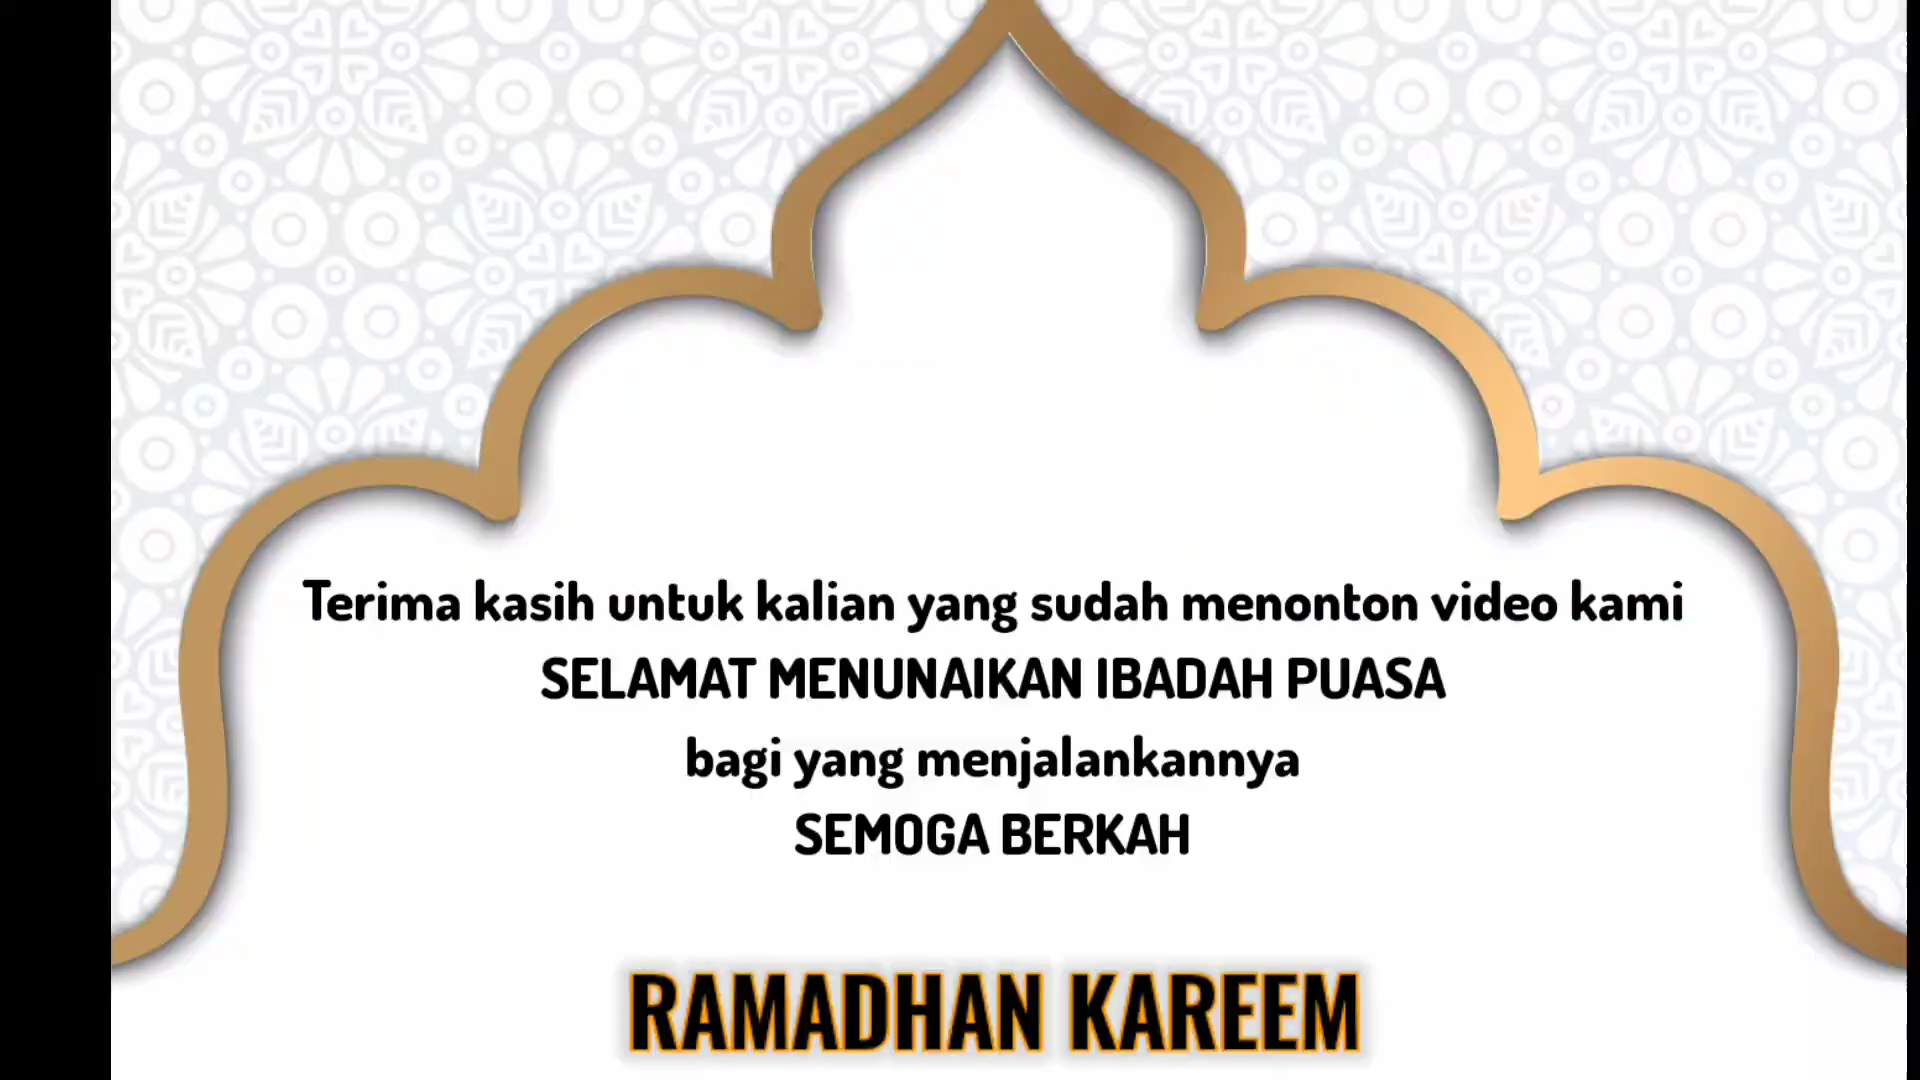 Terima kasih untuk kalian yang sudah menonton video kami
SELAMAT MENUNAIKAN IBADAH PUASA
bagi yang menjalankannya
SEMOGA BERKAH
RAMADHAN KAREEM